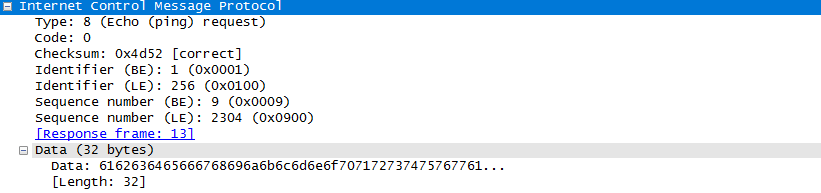 Internet Control Message Protocol
Type: 8 (Echo (ping) request)
Code: 0
Checksum: 0x4d52 [correct]
Identifier (BE): 1 (0x0001)
Identifier (LE): 256 (0x0100)
Sequence number (BE): 9 (0x0009)
Sequence number (LE): 2304 (0x0900)
[Response frame: 13]
Data (32 bytes)
Data: 6162636465666768696a6b6c6d6e6f707172737475767761...
[Length: 32]